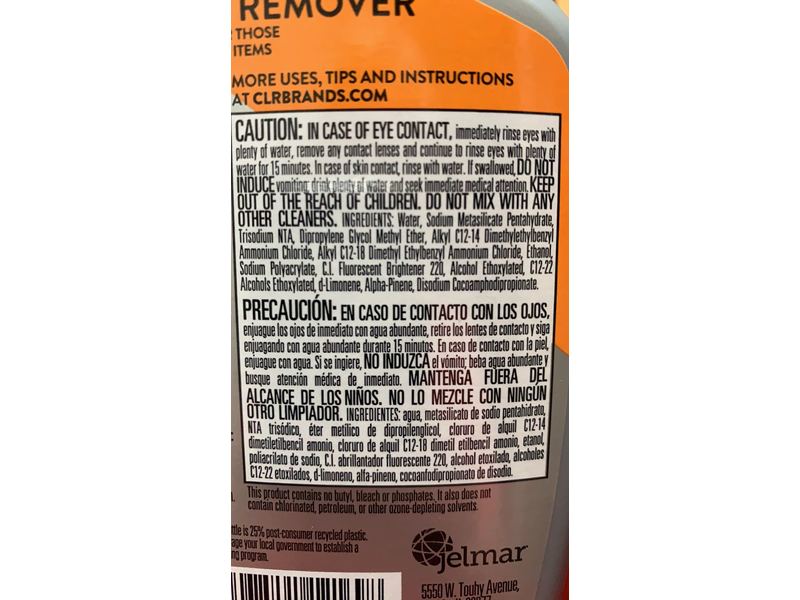 REMOVER
THOSE
ITEMS
MORE USES, TIPS AND INSTRUCTIONS
AT CLRBRANDS.COM
CAUTION: IN CASE OF EYE CONTACT, immediately rinse eyes with
plenty of water, remove any contact lenses and continue to rinse eyes with plenty of
water for 15 minutes. In case of skin contact, rinse with water. If swallowed, DO NOT
INDUCE vomiting; drink plenty of water and seek immediate medical attention. KEEP
OUT OF THE REACH OF CHILDREN. DO NOT MIX WITH ANY
OTHER CLEANERS. INGREDIENTS: Water, Sodium Metasilicate Pentahydrate,
Trisodium NTA, Dipropylene Glycol Methyl Ether, Alkyl C12-14 Dimethylethylbenzyl
Ammonium Chloride, Alkyl C12-18 Dimethyl Ethylbenzyl Ammonium Chloride, Ethanol,
Sodium Polyacrylate, C.I. Fluorescent Brightener 220, Alcohol Ethoxylated, C12-22
Alcohols Ethoxylated, d-Limonene, Alpha-Pinene, Disodium Cocoamphodipropionate.
PRECAUCIÓN: EN CASO DE CONTACTO CON LOS OJOS,
enjuague los ojos de inmediato con agua abundante, retire los lentes de contacto y siga
enjuagando con agua abundante durante 15 minutos. En caso de contacto con la piel,
enjuague con agua. Si se ingiere, NO INDUZCA el vómito; beba agua abundante y
busque atención médica de inmediato. MANTENGA FUERA DEL
ALCANCE DE LOS NIÑOS. NO LO MEZCLE CON NINGÚN
OTRO LIMPIADOR. INGREDIENTES: agua, metasilicato de sodio pentahidrato,
NTA trisódico, éter metílico de dipropilenglicol, cloruro de alquil C12-14
dimetiletilbencil amonio, cloruro de alquil C12-18 dimetil etilbencil amonio, etanol,
poliacrilato de sodio, C.I. abrillantador fluorescente 220, alcohol etoxilado, alcoholes
C12-22 etoxilados, d-limoneno, alfa-pineno, cocoanfodipropionato de disodio.
This product contains no butyl, bleach or phosphates. It also does not
contain chlorinated, petroleum, or other ozone-depleting solvents.
ttle is 25% post-consumer recycled plastic.
age your local government to establish a
ng program.
jelmar
5550 W. Touhy Avenue,